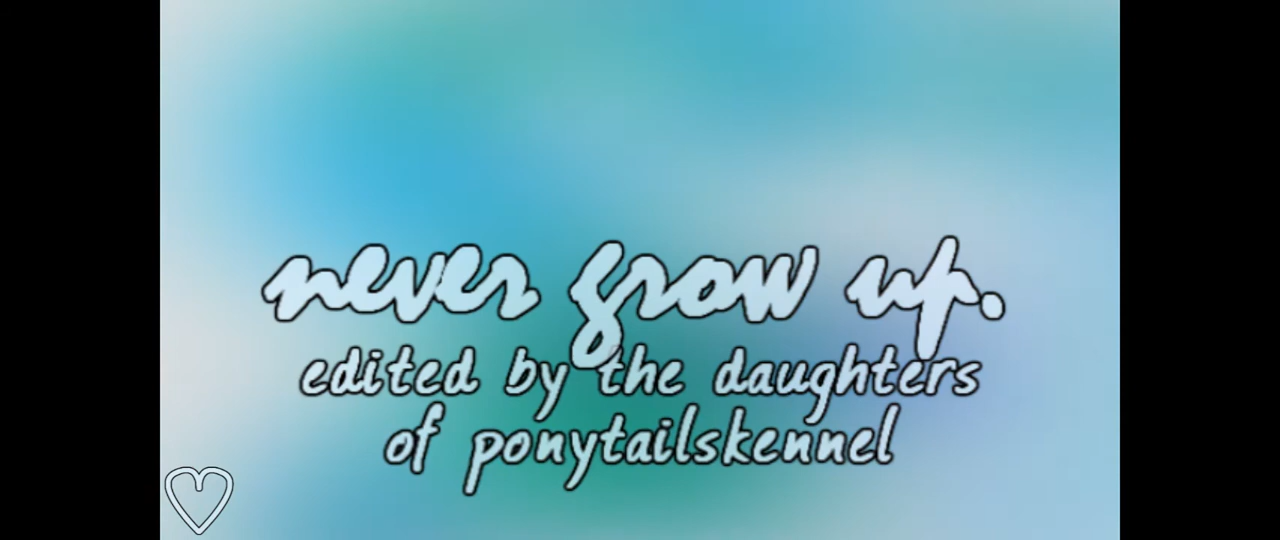 never grow up.
edited by the daughters
of ponytailskennel